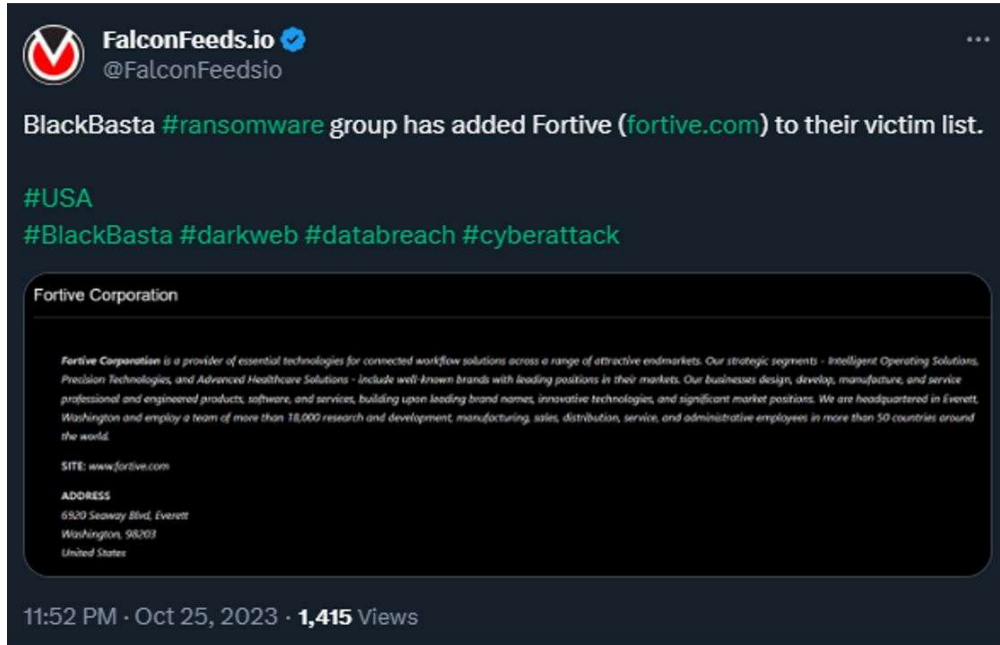 FalconFeeds.io
@FalconFeedsio
BlackBasta #ransomware group has added Fortive (fortive.com) to their victim list.
#USA
#BlackBasta #darkweb #databreach #cyberattack
Fortive Corporation
Fortive Corporation is a provider of essential technologies for connected workflow solutions across a range of attractive endmarkets. Our strategic segments - Intelligent Operating Solutions,
Precision Technologies, and Advanced Healthcare Solutions - include well-known brands with leading positions in their markets. Our businesses design, develop, manufacture, and service
professional and engineered products, software, and services, building upon leading brand names, innovative technologies, and significant market positions. We are headquartered in Everett,
Washington and employ a team of more than 18,000 research and development, manufacturing, sales, distribution, service, and administrative employees in more than 50 countries around
the world.
SITE: www.fortive.com
ADDRESS
6920 Seaway Blvd, Everett
Washington, 98203
United States
11:52 PM · Oct 25, 2023 · 1,415 Views